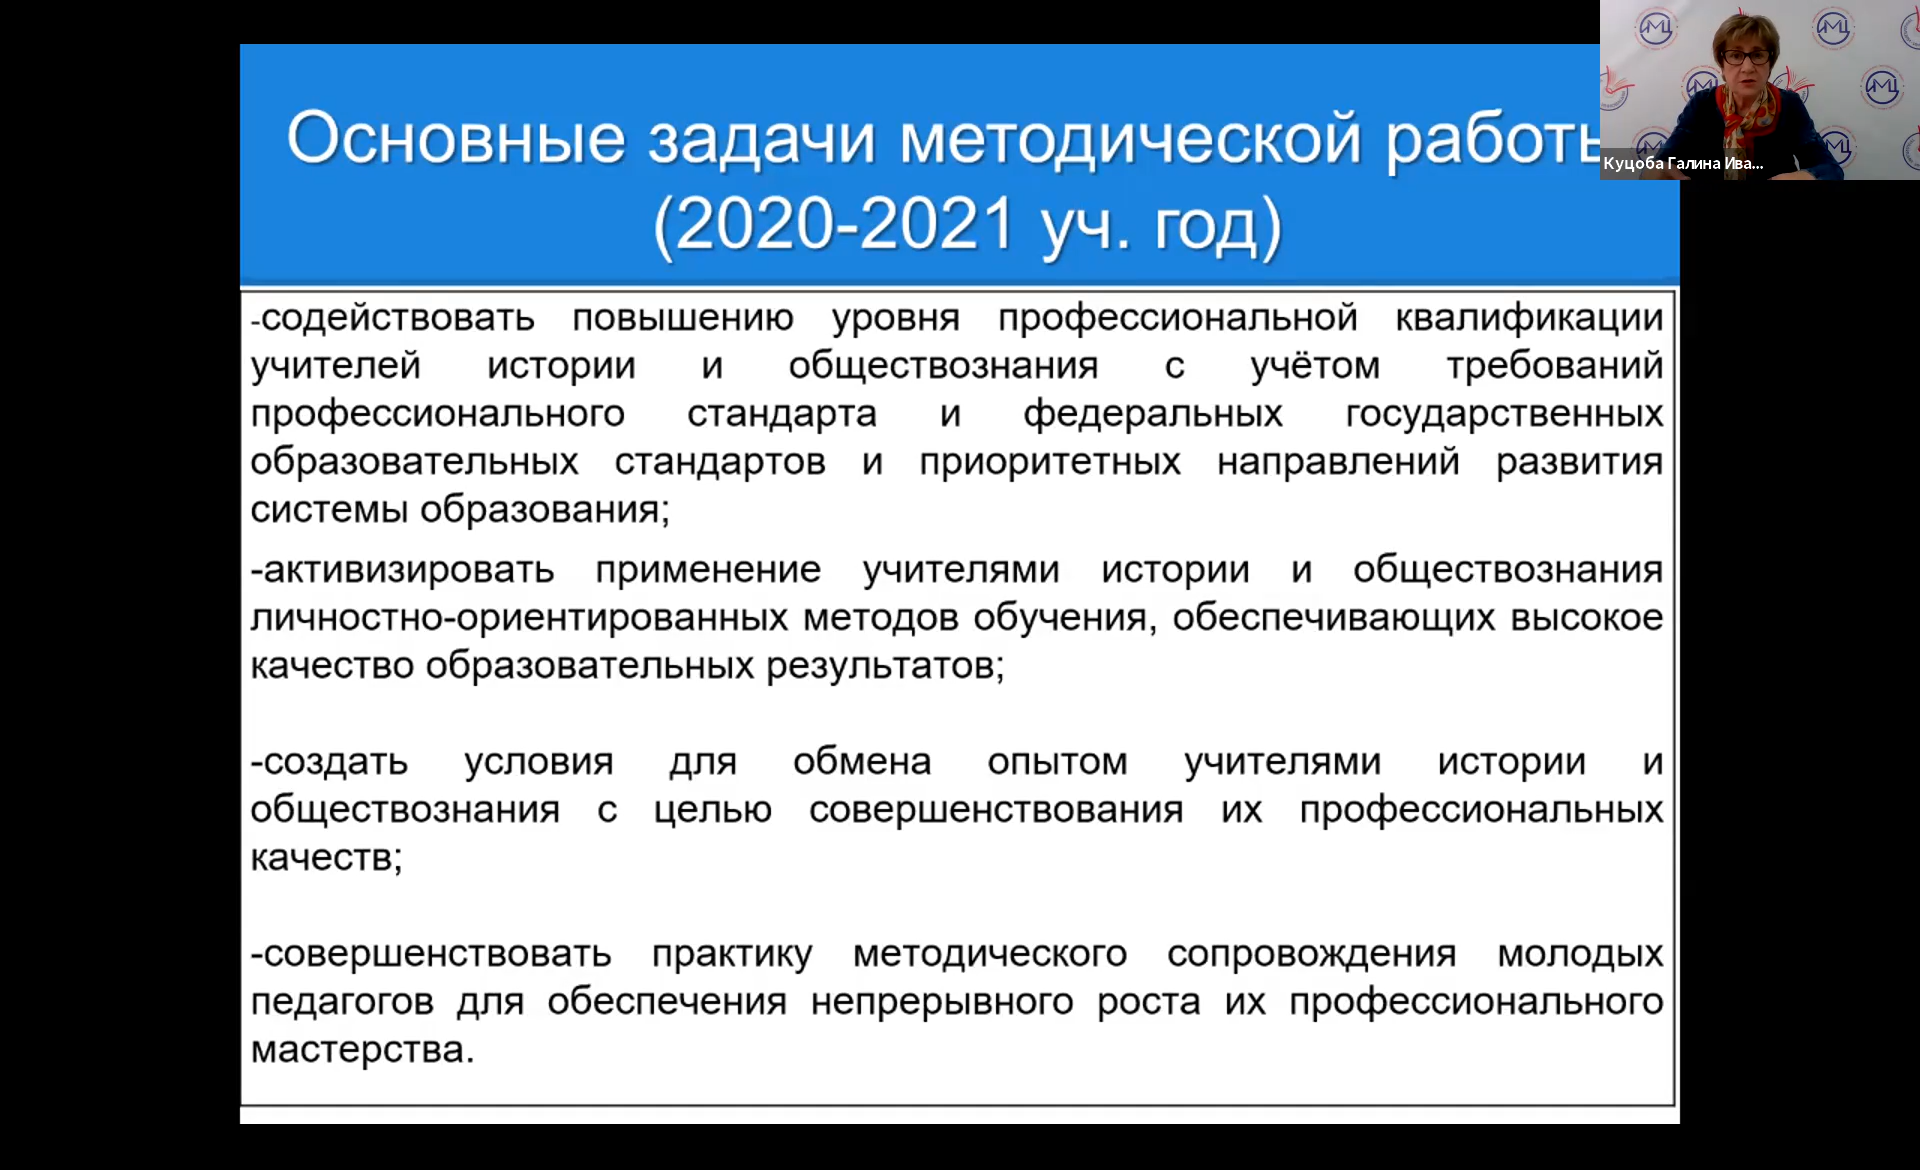 Основные задачи методической работы
(2020-2021 уч. год)
Куцоба Галина Ива...
-содействовать повышению уровня профессиональной квалификации
учителей истории и обществознания с учётом требований
профессионального стандарта и федеральных государственных
образовательных стандартов и приоритетных направлений развития
системы образования;
-активизировать применение учителями истории и обществознания
личностно-ориентированных методов обучения, обеспечивающих высокое
качество образовательных результатов;
-создать условия для обмена опытом учителями истории и
обществознания с целью совершенствования их профессиональных
качеств;
-совершенствовать практику методического сопровождения молодых
педагогов для обеспечения непрерывного роста их профессионального
мастерства.